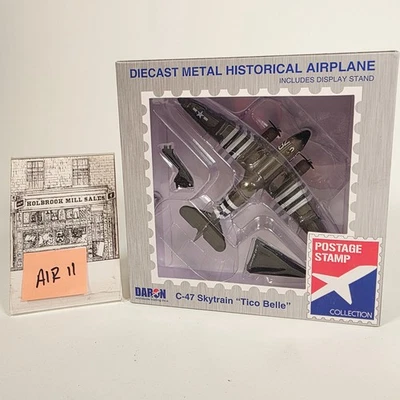 DIECAST METAL HISTORICAL AIRPLANE
INCLUDES DISPLAY STAND
HOLBROOK MILL SALES
AIR 11
POSTAGE
STAMP
COLLECTION
DARON
C-47 Skytrain "Tico Belle"